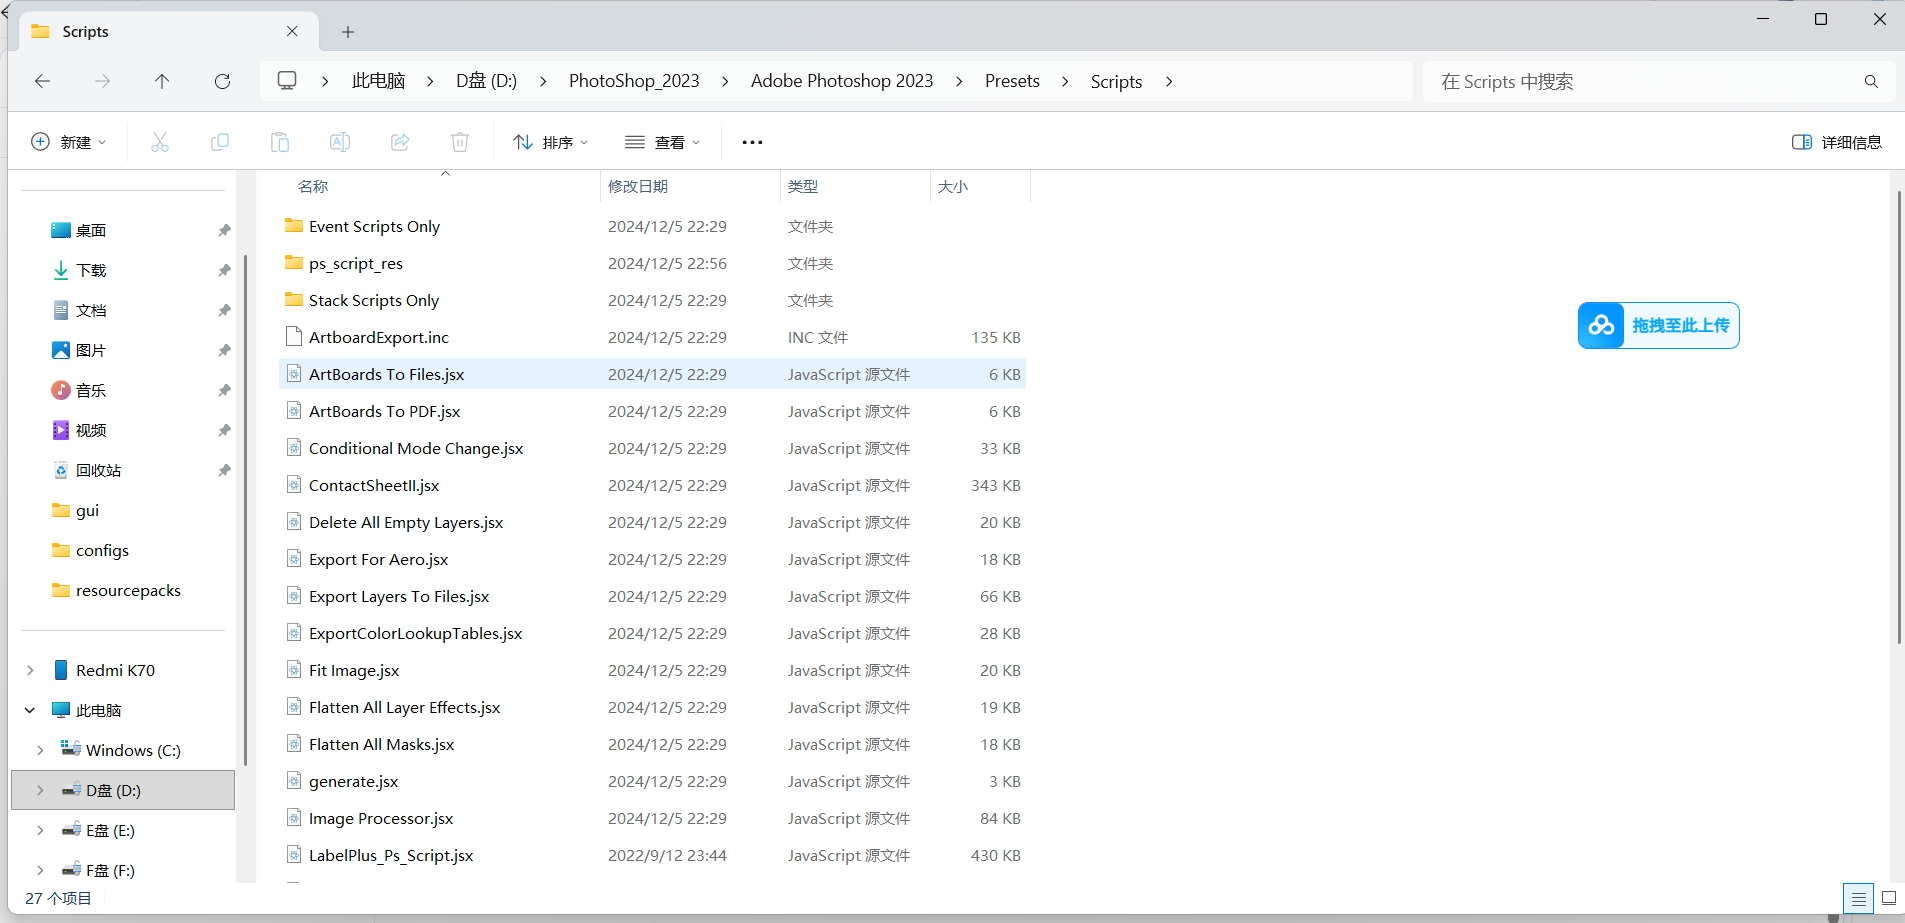 Scripts
此电脑 D盘 (D:) PhotoShop_2023 Adobe Photoshop 2023 Presets Scripts
在 Scripts 中搜索
新建 排序 查看 ••• 详细信息
名称 修改日期 类型 大小
桌面
下载
文档
图片
音乐
视频
回收站
gui
configs
resourcepacks
Redmi K70
此电脑
Windows (C:)
D盘 (D:)
E盘 (E:)
F盘 (F:)
Event Scripts Only 2024/12/5 22:29 文件夹
ps_script_res 2024/12/5 22:56 文件夹
Stack Scripts Only 2024/12/5 22:29 文件夹
ArtboardExport.inc 2024/12/5 22:29 INC 文件 135 KB
ArtBoards To Files.jsx 2024/12/5 22:29 JavaScript 源文件 6 KB
ArtBoards To PDF.jsx 2024/12/5 22:29 JavaScript 源文件 6 KB
Conditional Mode Change.jsx 2024/12/5 22:29 JavaScript 源文件 33 KB
ContactSheetII.jsx 2024/12/5 22:29 JavaScript 源文件 343 KB
Delete All Empty Layers.jsx 2024/12/5 22:29 JavaScript 源文件 20 KB
Export For Aero.jsx 2024/12/5 22:29 JavaScript 源文件 18 KB
Export Layers To Files.jsx 2024/12/5 22:29 JavaScript 源文件 66 KB
ExportColorLookupTables.jsx 2024/12/5 22:29 JavaScript 源文件 28 KB
Fit Image.jsx 2024/12/5 22:29 JavaScript 源文件 20 KB
Flatten All Layer Effects.jsx 2024/12/5 22:29 JavaScript 源文件 19 KB
Flatten All Masks.jsx 2024/12/5 22:29 JavaScript 源文件 18 KB
generate.jsx 2024/12/5 22:29 JavaScript 源文件 3 KB
Image Processor.jsx 2024/12/5 22:29 JavaScript 源文件 84 KB
LabelPlus_Ps_Script.jsx 2022/9/12 23:44 JavaScript 源文件 430 KB
拖拽至此上传
27 个项目